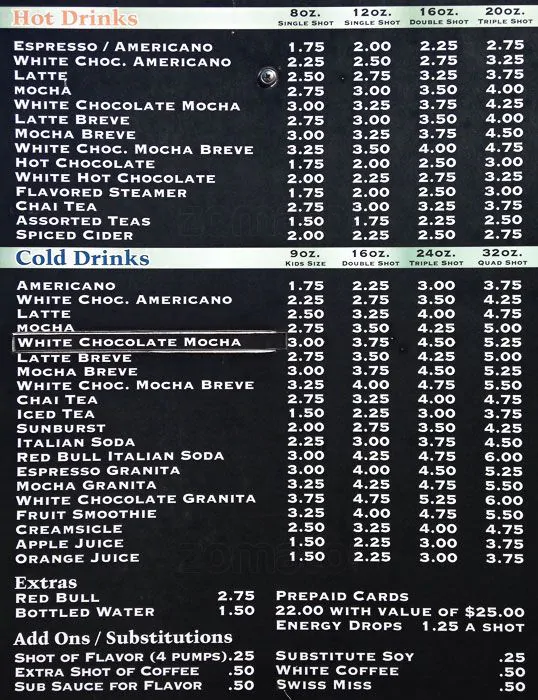 Hot Drinks 8oz. 12oz. 16oz. 20oz.
Single Shot Single Shot Double Shot Triple Shot
Espresso / Americano 1.75 2.00 2.25 2.75
White Choc. Americano 2.25 2.50 2.75 3.25
Latte 2.50 2.75 3.25 3.75
Mocha 2.75 3.00 3.50 4.00
White Chocolate Mocha 3.00 3.25 3.75 4.25
Latte Breve 2.75 3.00 3.50 4.00
Mocha Breve 3.00 3.25 3.75 4.50
White Choc. Mocha Breve 3.25 3.50 4.00 4.75
Hot Chocolate 1.75 2.00 2.50 3.00
White Hot Chocolate 2.00 2.25 2.75 3.25
Flavored Steamer 1.75 2.00 2.50 3.00
Chai Tea 2.75 3.00 3.25 3.75
Assorted Teas 1.50 1.75 2.25 2.50
Spiced Cider 2.00 2.25 2.50 2.75
Cold Drinks 9oz. 16oz. 24oz. 32oz.
Kids Size Double Shot Triple Shot Quad Shot
Americano 1.75 2.25 3.00 3.75
White Choc. Americano 2.25 2.75 3.50 4.25
Latte 2.50 3.25 4.00 4.75
Mocha 2.75 3.50 4.25 5.00
White Chocolate Mocha 3.00 3.75 4.50 5.25
Latte Breve 2.75 3.50 4.25 5.25
Mocha Breve 3.00 3.75 4.50 5.50
White Choc. Mocha Breve 3.25 4.00 4.75 5.50
Chai Tea 2.75 3.25 4.00 4.75
Iced Tea 1.50 2.25 3.00 3.75
Sunburst 2.00 2.75 3.50 4.25
Italian Soda 2.25 3.00 3.75 4.50
Red Bull Italian Soda 3.00 4.25 4.75 6.00
Espresso Granita 3.00 4.00 4.50 5.25
Mocha Granita 3.25 4.25 4.75 5.50
White Chocolate Granita 3.75 4.75 5.25 6.00
Fruit Smoothie 3.25 4.00 4.75 5.50
Creamsicle 2.50 3.25 4.00 4.75
Apple Juice 1.50 2.25 3.00 3.75
Orange Juice 1.50 2.25 3.00 3.75
Extras
Red Bull 2.75 Prepaid Cards
Bottled Water 1.50 22.00 with value of $25.00
Energy Drops 1.25 a shot
Add Ons / Substitutions
Shot of Flavor (4 pumps) .25 Substitute Soy .25
Extra Shot of Coffee .50 White Coffee .50
Sub Sauce for Flavor .50 Swiss Miss .50